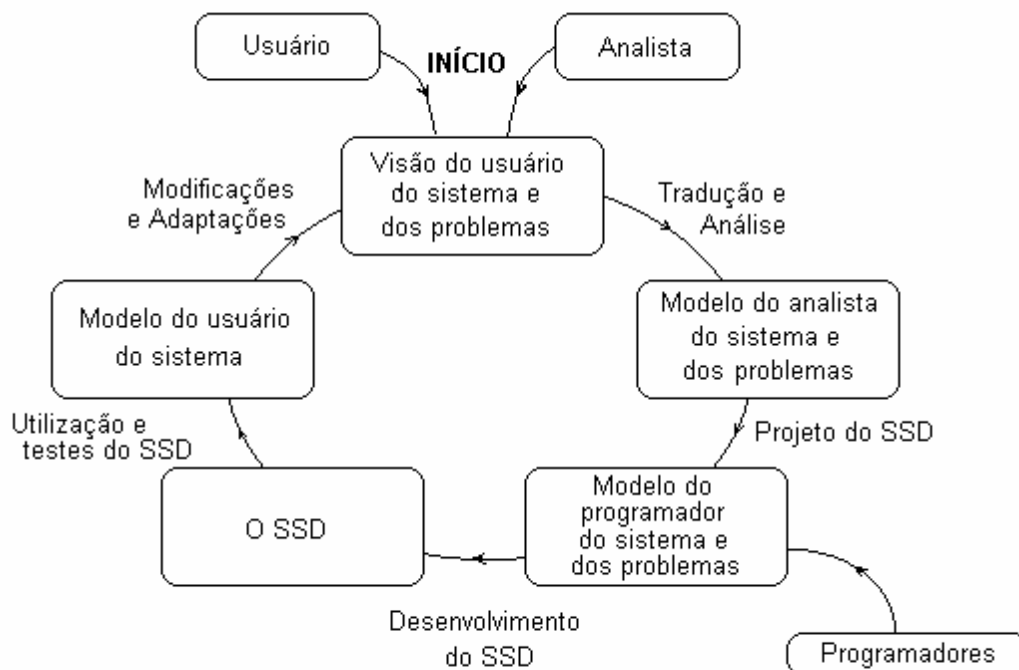 Usuário
INÍCIO
Analista
Visão do usuário
do sistema e
dos problemas
Modificações
e Adaptações
Tradução e
Análise
Modelo do usuário
do sistema
Modelo do analista
do sistema e
dos problemas
Utilização e
testes do SSD
Projeto do SSD
O SSD
Modelo do
programador
do sistema e
dos problemas
Desenvolvimento
do SSD
Programadores